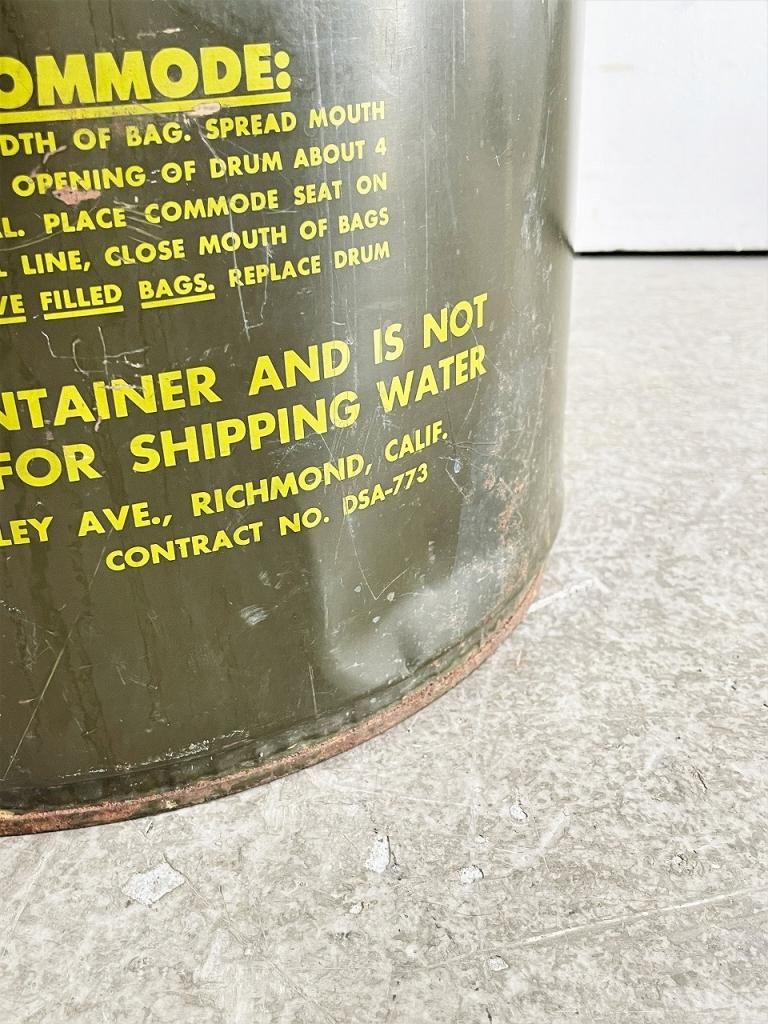 OMMODE:
DTH OF BAG. SPREAD MOUTH
OPENING OF DRUM ABOUT 4
AL. PLACE COMMODE SEAT ON
L LINE, CLOSE MOUTH OF BAGS
VE FILLED BAGS. REPLACE DRUM
NTAINER AND IS NOT
FOR SHIPPING WATER
LEY AVE., RICHMOND, CALIF.
CONTRACT NO. DSA-773